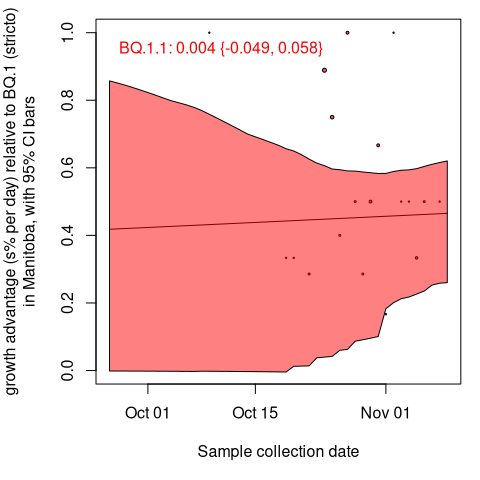 growth advantage (s% per day) relative to BQ.1 (stricto)
in Manitoba, with 95% CI bars
BQ.1.1: 0.004 {-0.049, 0.058}
1.0
0.8
0.6
0.4
0.2
0.0
Oct 01 Oct 15 Nov 01
Sample collection date